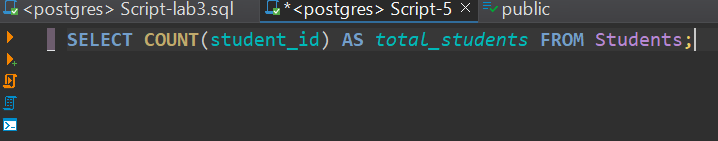 <postgres> Script-lab3.sql *<postgres> Script-5 public
SELECT COUNT(student_id) AS total_students FROM Students;